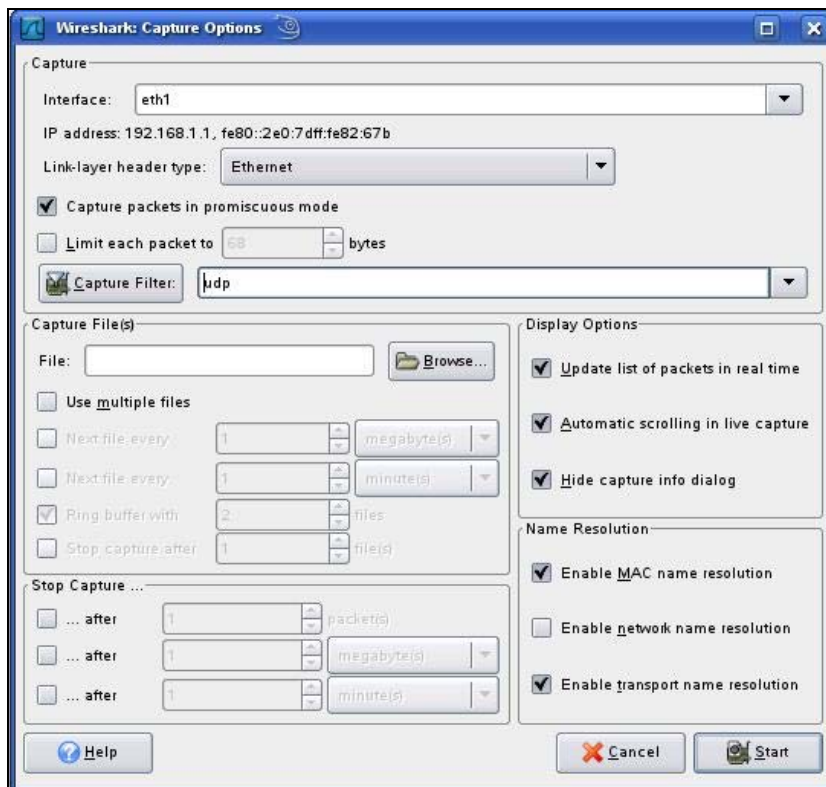 Wireshark: Capture Options
Capture
Interface: eth1
IP address: 192.168.1.1, fe80::2e0:7dff:fe82:67b
Link-layer header type: Ethernet
Capture packets in promiscuous mode
Limit each packet to 68 bytes
Capture Filter: udp
Capture File(s)
File: Browse...
Use multiple files
Next file every 1 megabyte(s)
Next file every 1 minute(s)
Ring buffer with 2 files
Stop capture after 1 file(s)
Stop Capture ...
... after 1 packet(s)
... after 1 megabyte(s)
... after 1 minute(s)
Display Options
Update list of packets in real time
Automatic scrolling in live capture
Hide capture info dialog
Name Resolution
Enable MAC name resolution
Enable network name resolution
Enable transport name resolution
Help Cancel Start